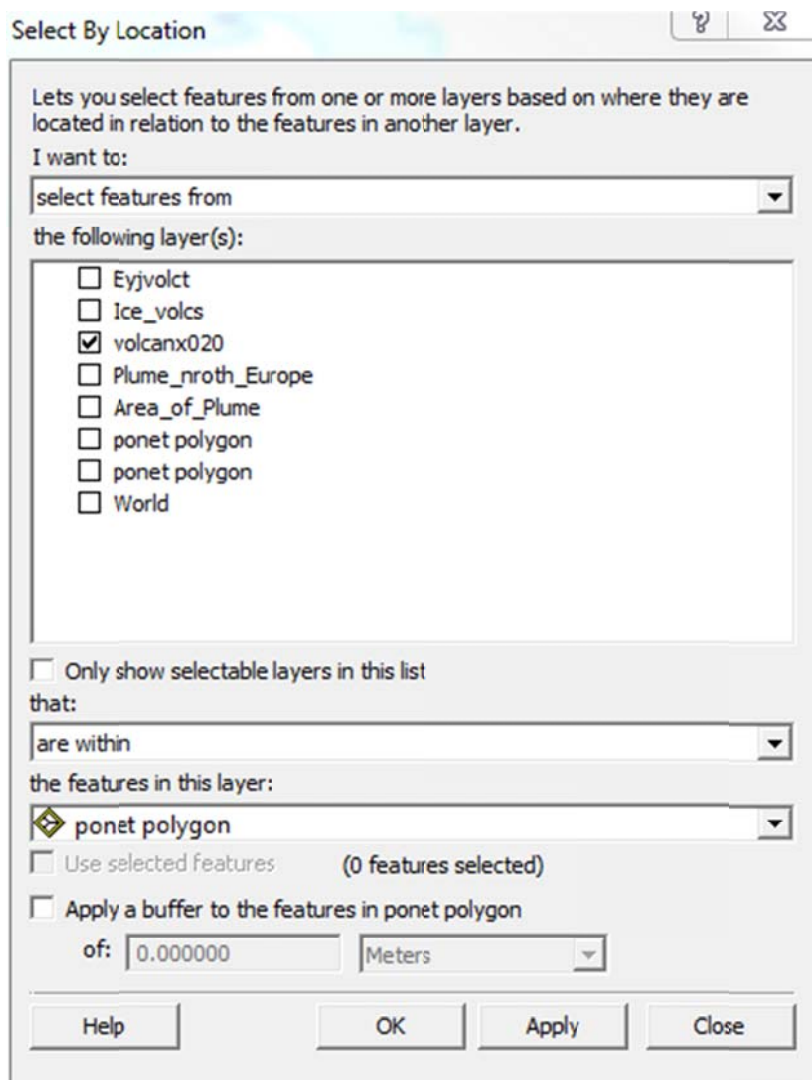 Select By Location
?
Lets you select features from one or more layers based on where they are
located in relation to the features in another layer.
I want to:
select features from
the following layer(s):
Eyjvolct
Ice_volcs
volcanx020
Plume_nroth_Europe
Area_of_Plume
ponet polygon
ponet polygon
World
Only show selectable layers in this list
that:
are within
the features in this layer:
ponet polygon
Use selected features (0 features selected)
Apply a buffer to the features in ponet polygon
of: 0.000000 Meters
Help OK Apply Close